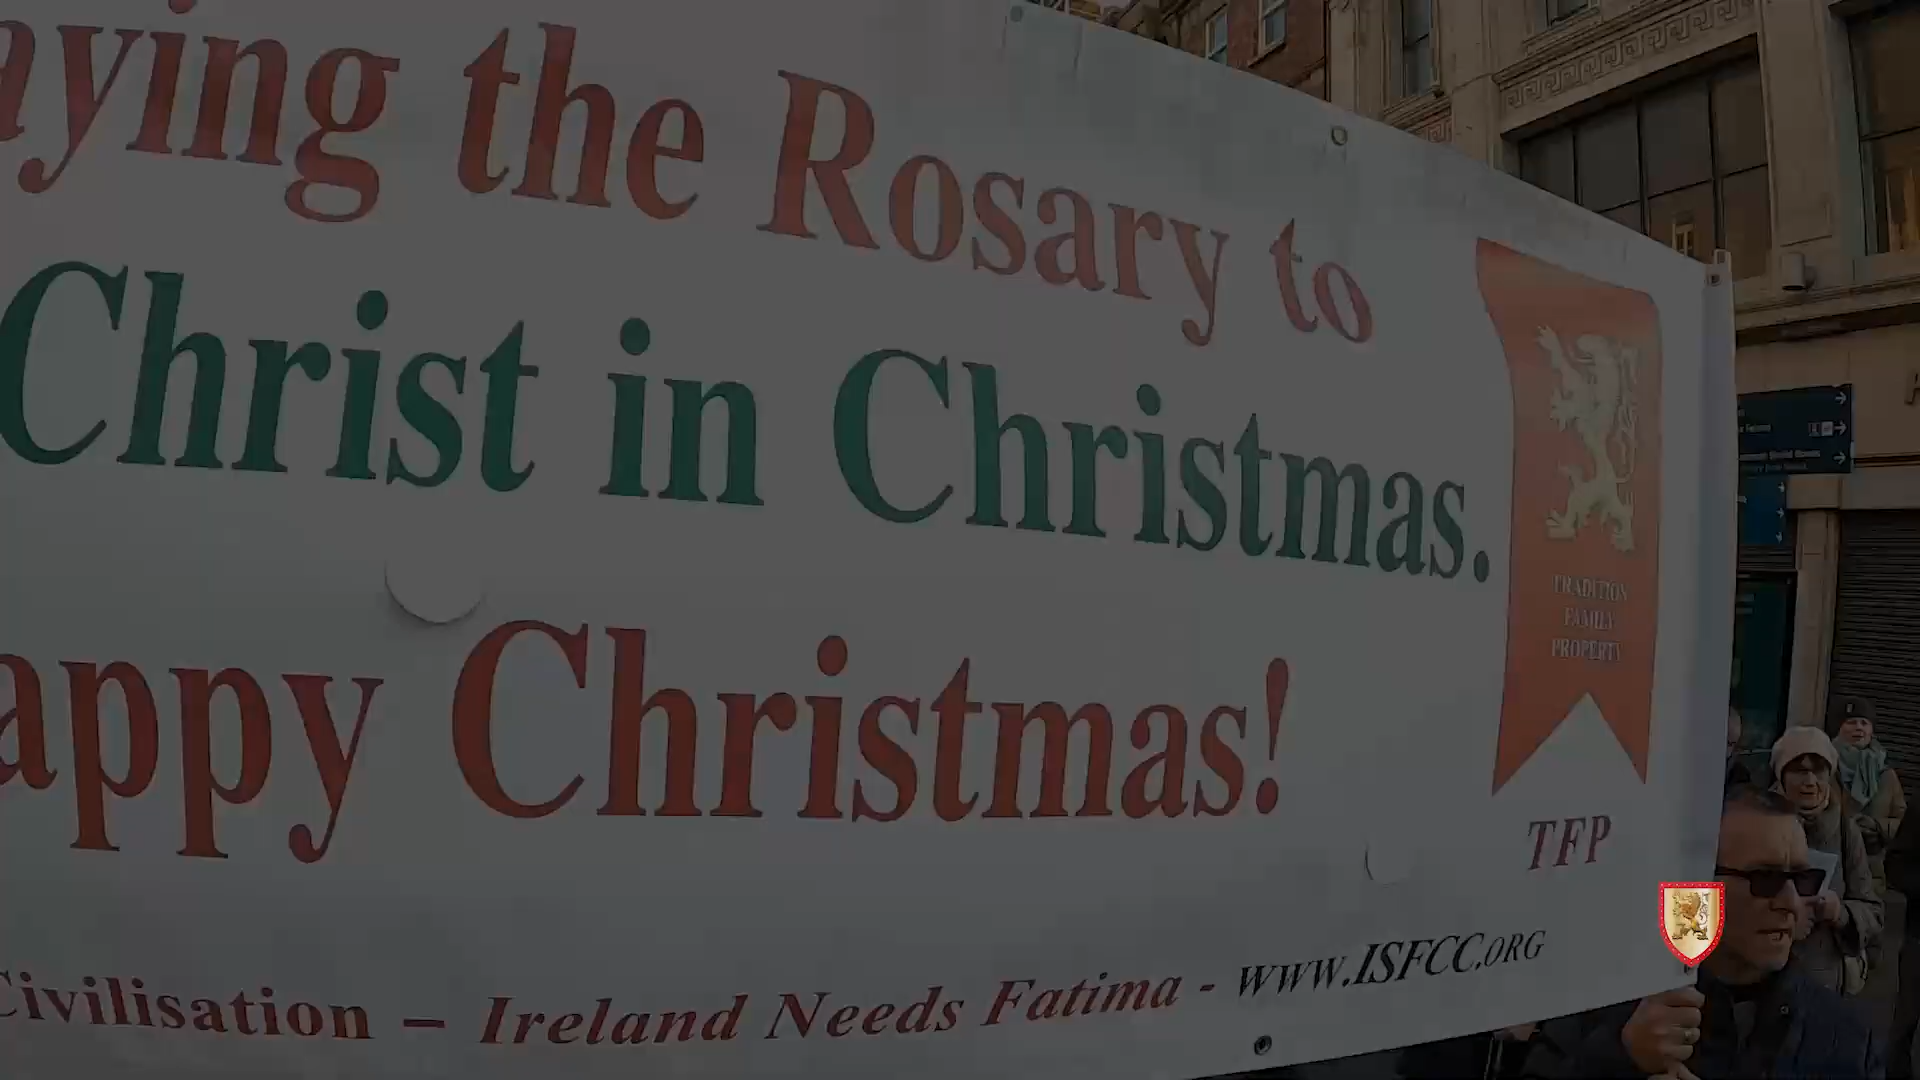 aying the Rosary to
Christ in Christmas.
appy Christmas!
TRADITION
FAMILY
PROPERTY
TFP
Civilisation – Ireland Needs Fatima - WWW.ISFCC.ORG